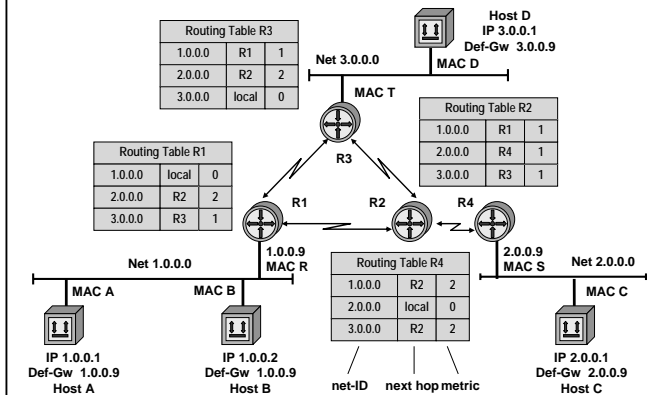 Host D
IP 3.0.0.1
Def-Gw 3.0.0.9
MAC D
Routing Table R3
1.0.0.0 R1 1
2.0.0.0 R2 2
3.0.0.0 local 0
Net 3.0.0.0
MAC T
R3
Routing Table R2
1.0.0.0 R1 1
2.0.0.0 R4 1
3.0.0.0 R3 1
Routing Table R1
1.0.0.0 local 0
2.0.0.0 R2 2
3.0.0.0 R3 1
R1
R2
R4
1.0.0.9
MAC R
Net 1.0.0.0
2.0.0.9
MAC S
Net 2.0.0.0
Routing Table R4
1.0.0.0 R2 2
2.0.0.0 local 0
3.0.0.0 R2 2
net-ID next hop metric
MAC A
MAC B
MAC C
IP 1.0.0.1
Def-Gw 1.0.0.9
Host A
IP 1.0.0.2
Def-Gw 1.0.0.9
Host B
IP 2.0.0.1
Def-Gw 2.0.0.9
Host C